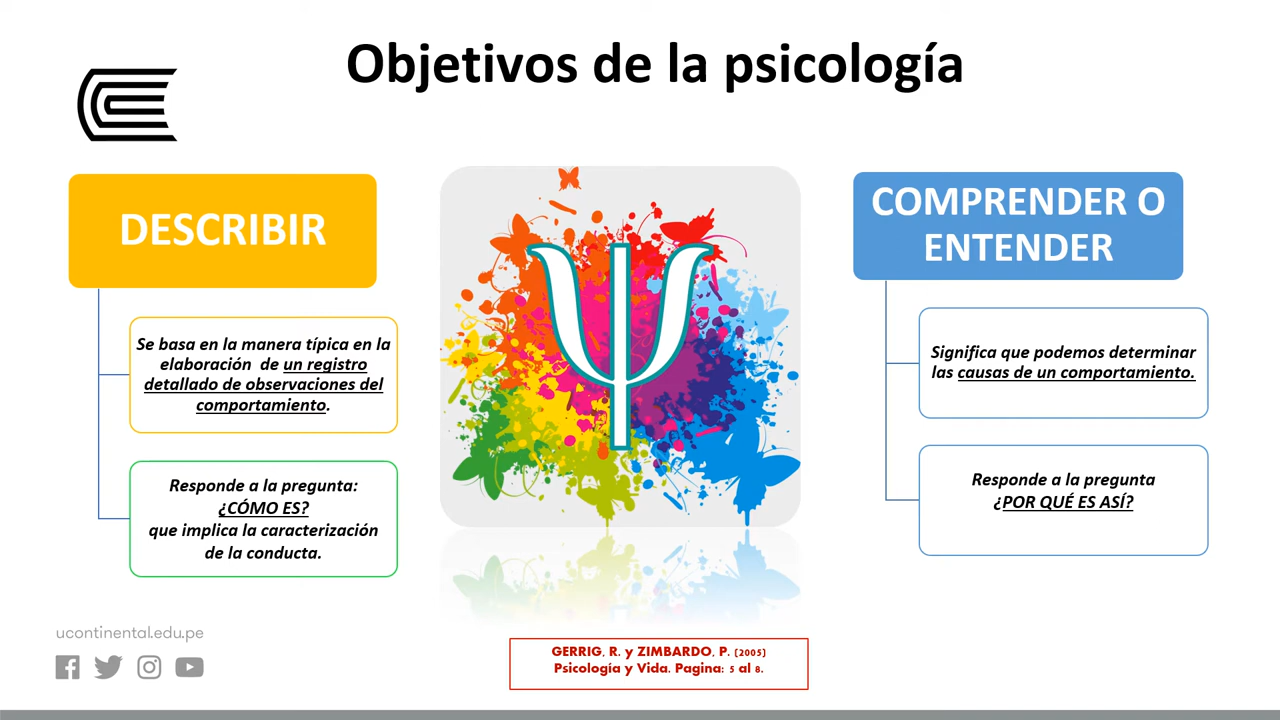 Objetivos de la psicología
DESCRIBIR
Se basa en la manera típica en la
elaboración de un registro
detallado de observaciones del
comportamiento.
Responde a la pregunta:
¿CÓMO ES?
que implica la caracterización
de la conducta.
COMPRENDER O
ENTENDER
Significa que podemos determinar
las causas de un comportamiento.
Responde a la pregunta
¿POR QUÉ ES ASÍ?
ucontinental.edu.pe
GERRIG, R. y ZIMBARDO, P. (2005)
Psicología y Vida. Pagina: 5 al 8.